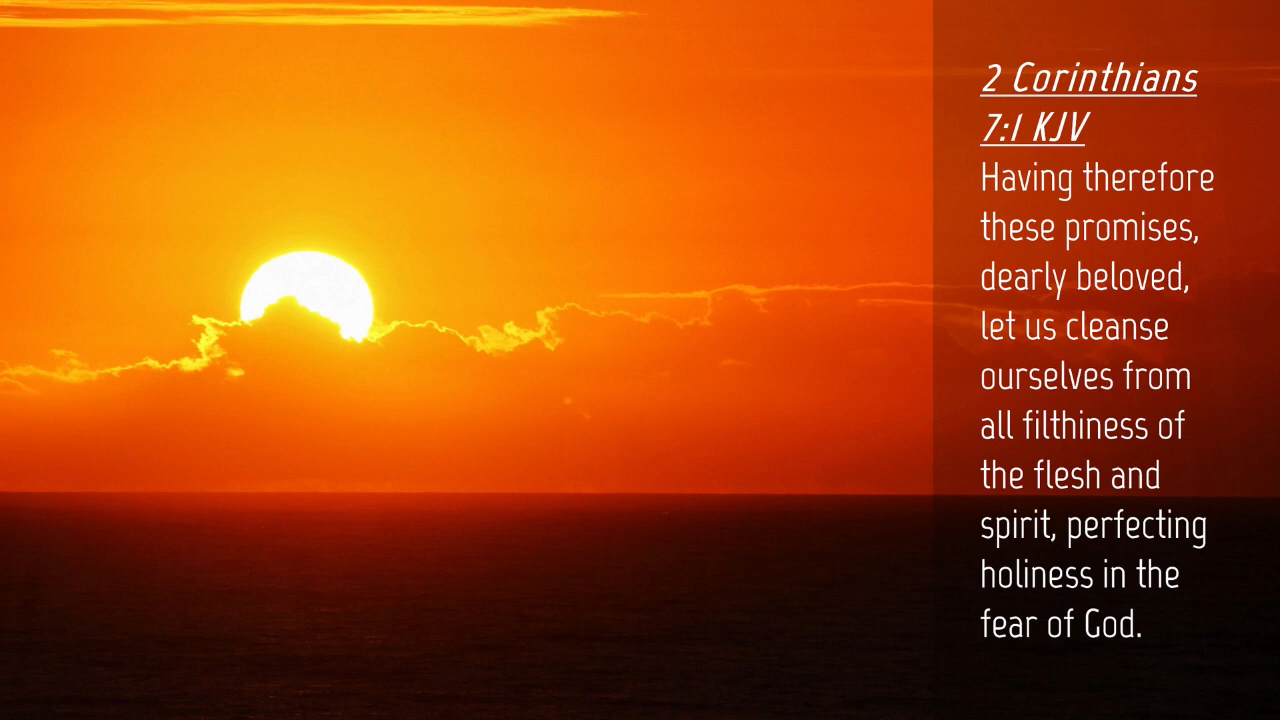 2 Corinthians
7:1 KJV
Having therefore
these promises,
dearly beloved,
let us cleanse
ourselves from
all filthiness of
the flesh and
spirit, perfecting
holiness in the
fear of God.